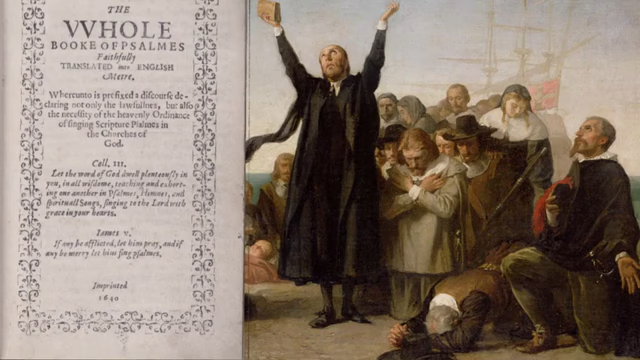 THE
VVHOLE
BOOKE OF PSALMES
Faithfully
TRANSLATED into ENGLISH
Metre.
Whereunto is prefixed a discourse de-
claring not only the lawfullnes, but also
the necessity of the heavenly Ordinance
of singing Scripture Psalmes in
the Churches of
God.
Coll. III.
Let the word of God dwell plenteously in
you, in all wisdome, teaching and exhort-
ing one another in Psalmes, Himnes, and
spirituall Songs, singing to the Lord with
grace in your hearts.
Iames v.
If any be afflicted, let him pray, and if
any be merry let him sing psalmes.
Imprinted
1640